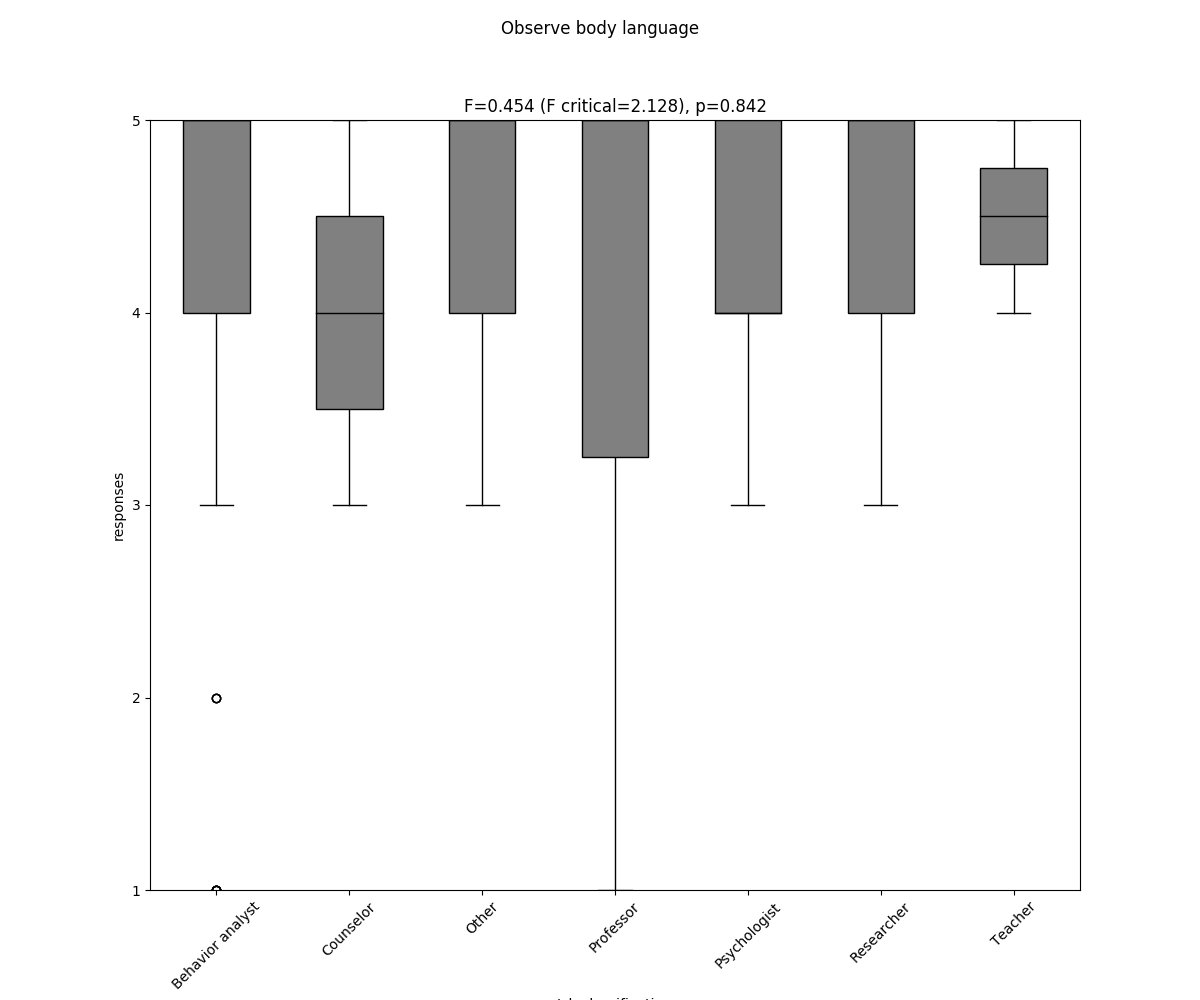 Observe body language
F=0.454 (F critical=2.128), p=0.842
5
4
3
2
1
responses
Behavior analyst
Counselor
Other
Professor
Psychologist
Researcher
Teacher